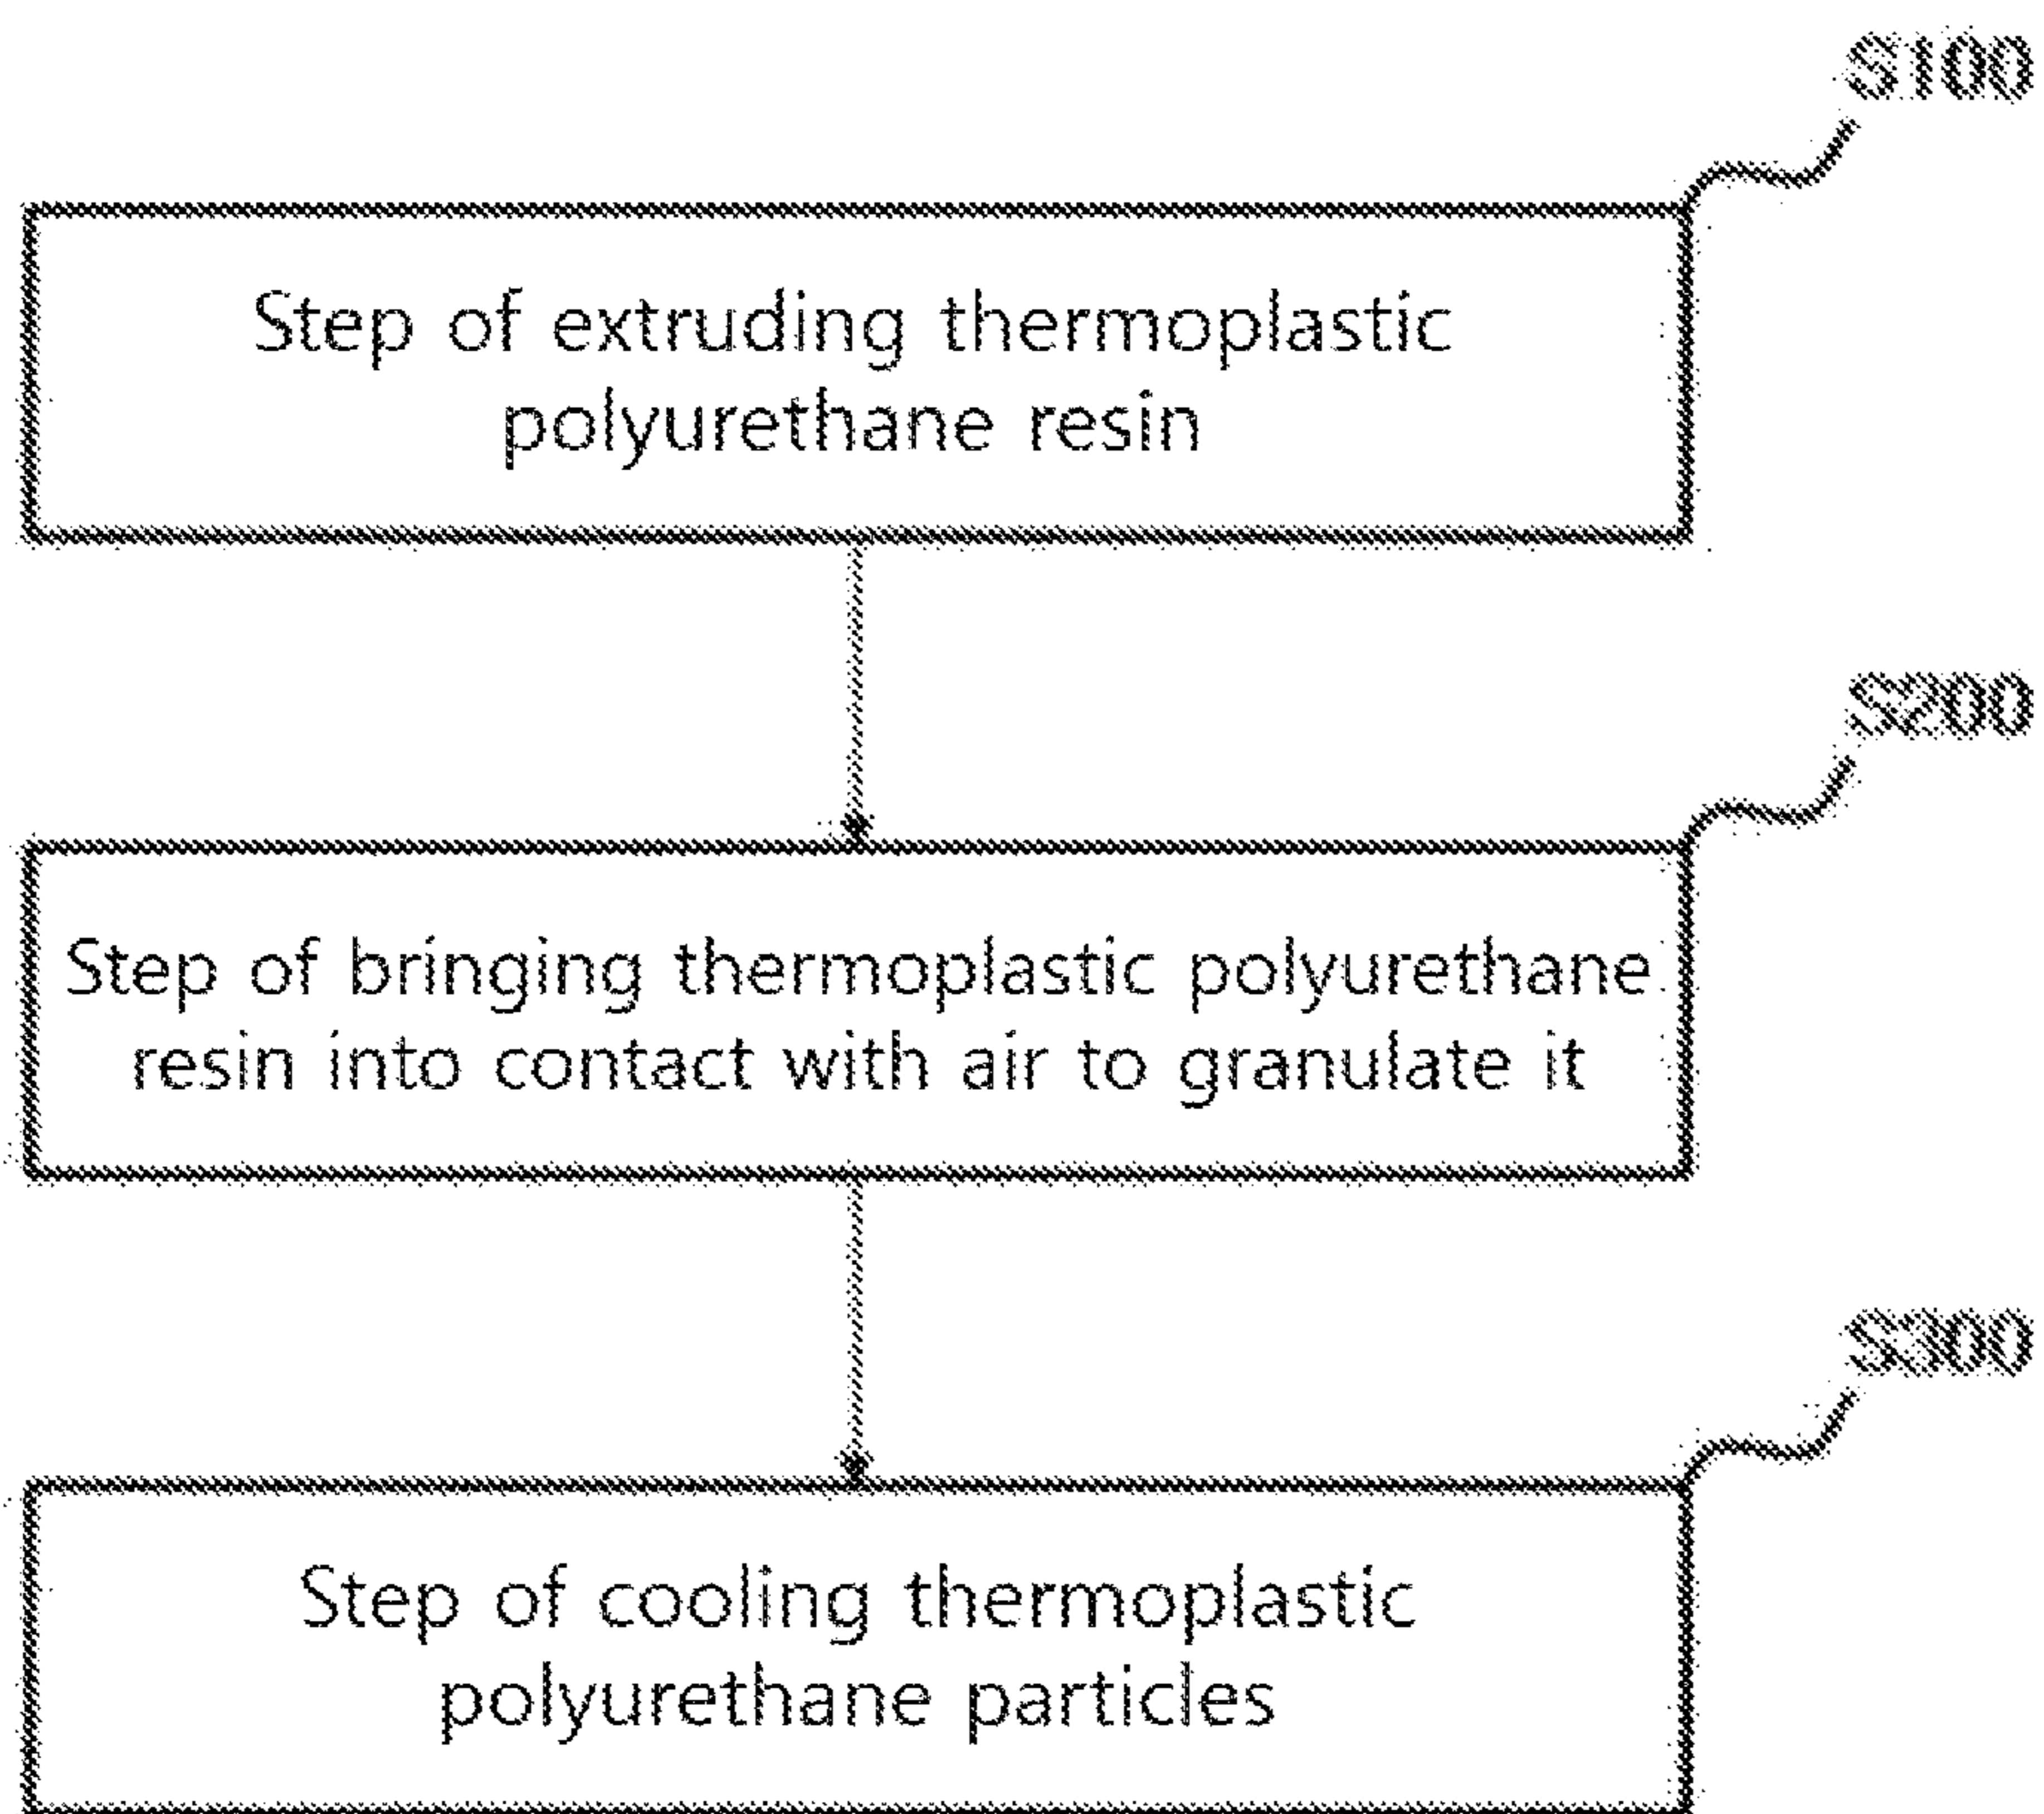 S100
Step of extruding thermoplastic
polyurethane resin
S200
Step of bringing thermoplastic polyurethane
resin into contact with air to granulate it
S300
Step of cooling thermoplastic
polyurethane particles